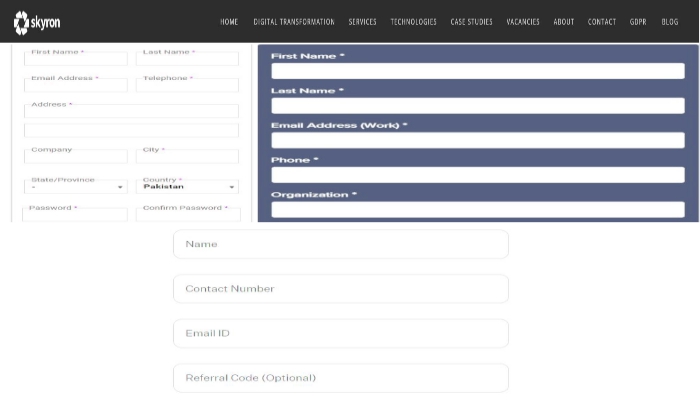 skyron
HOME DIGITAL TRANSFORMATION SERVICES TECHNOLOGIES CASE STUDIES VACANCIES ABOUT CONTACT GDPR BLOG
First Name * Last Name *
Email Address * Telephone *
Address *
Company City *
State/Province Country *
- Pakistan
Password * Confirm Password *
First Name *
Last Name *
Email Address (Work) *
Phone *
Organization *
Name
Contact Number
Email ID
Referral Code (Optional)